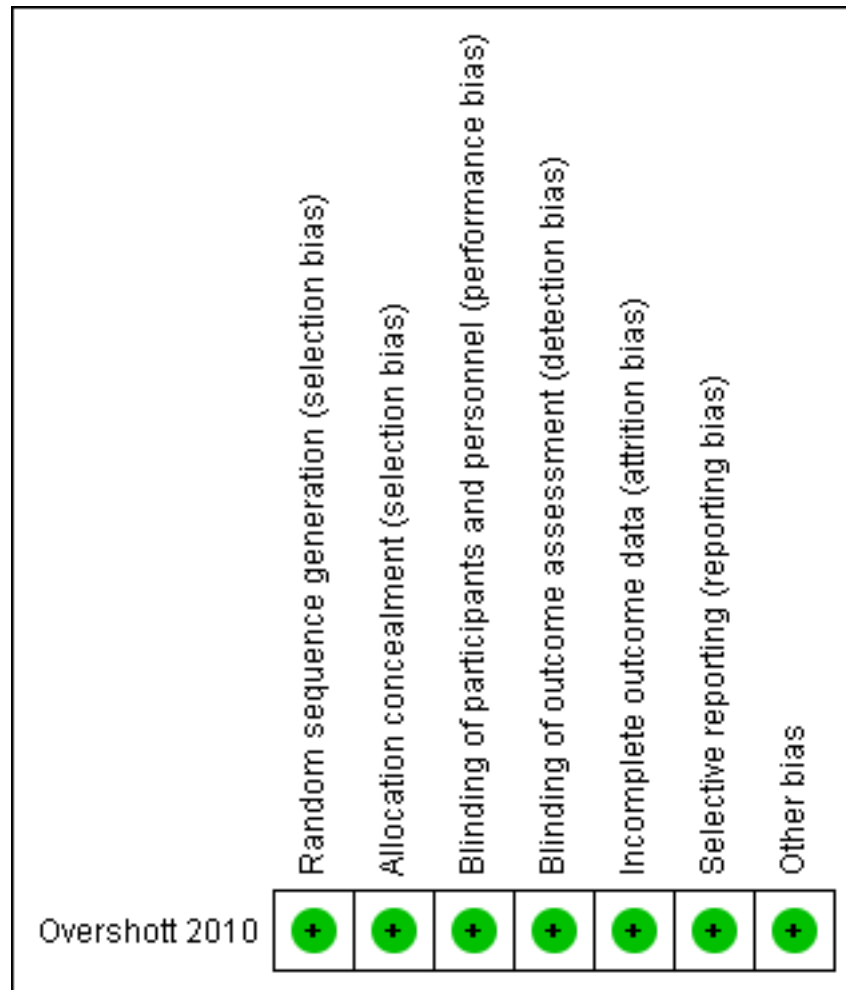 Random sequence generation (selection bias)
Allocation concealment (selection bias)
Blinding of participants and personnel (performance bias)
Blinding of outcome assessment (detection bias)
Incomplete outcome data (attrition bias)
Selective reporting (reporting bias)
Other bias
Overshott 2010 + + + + + + +